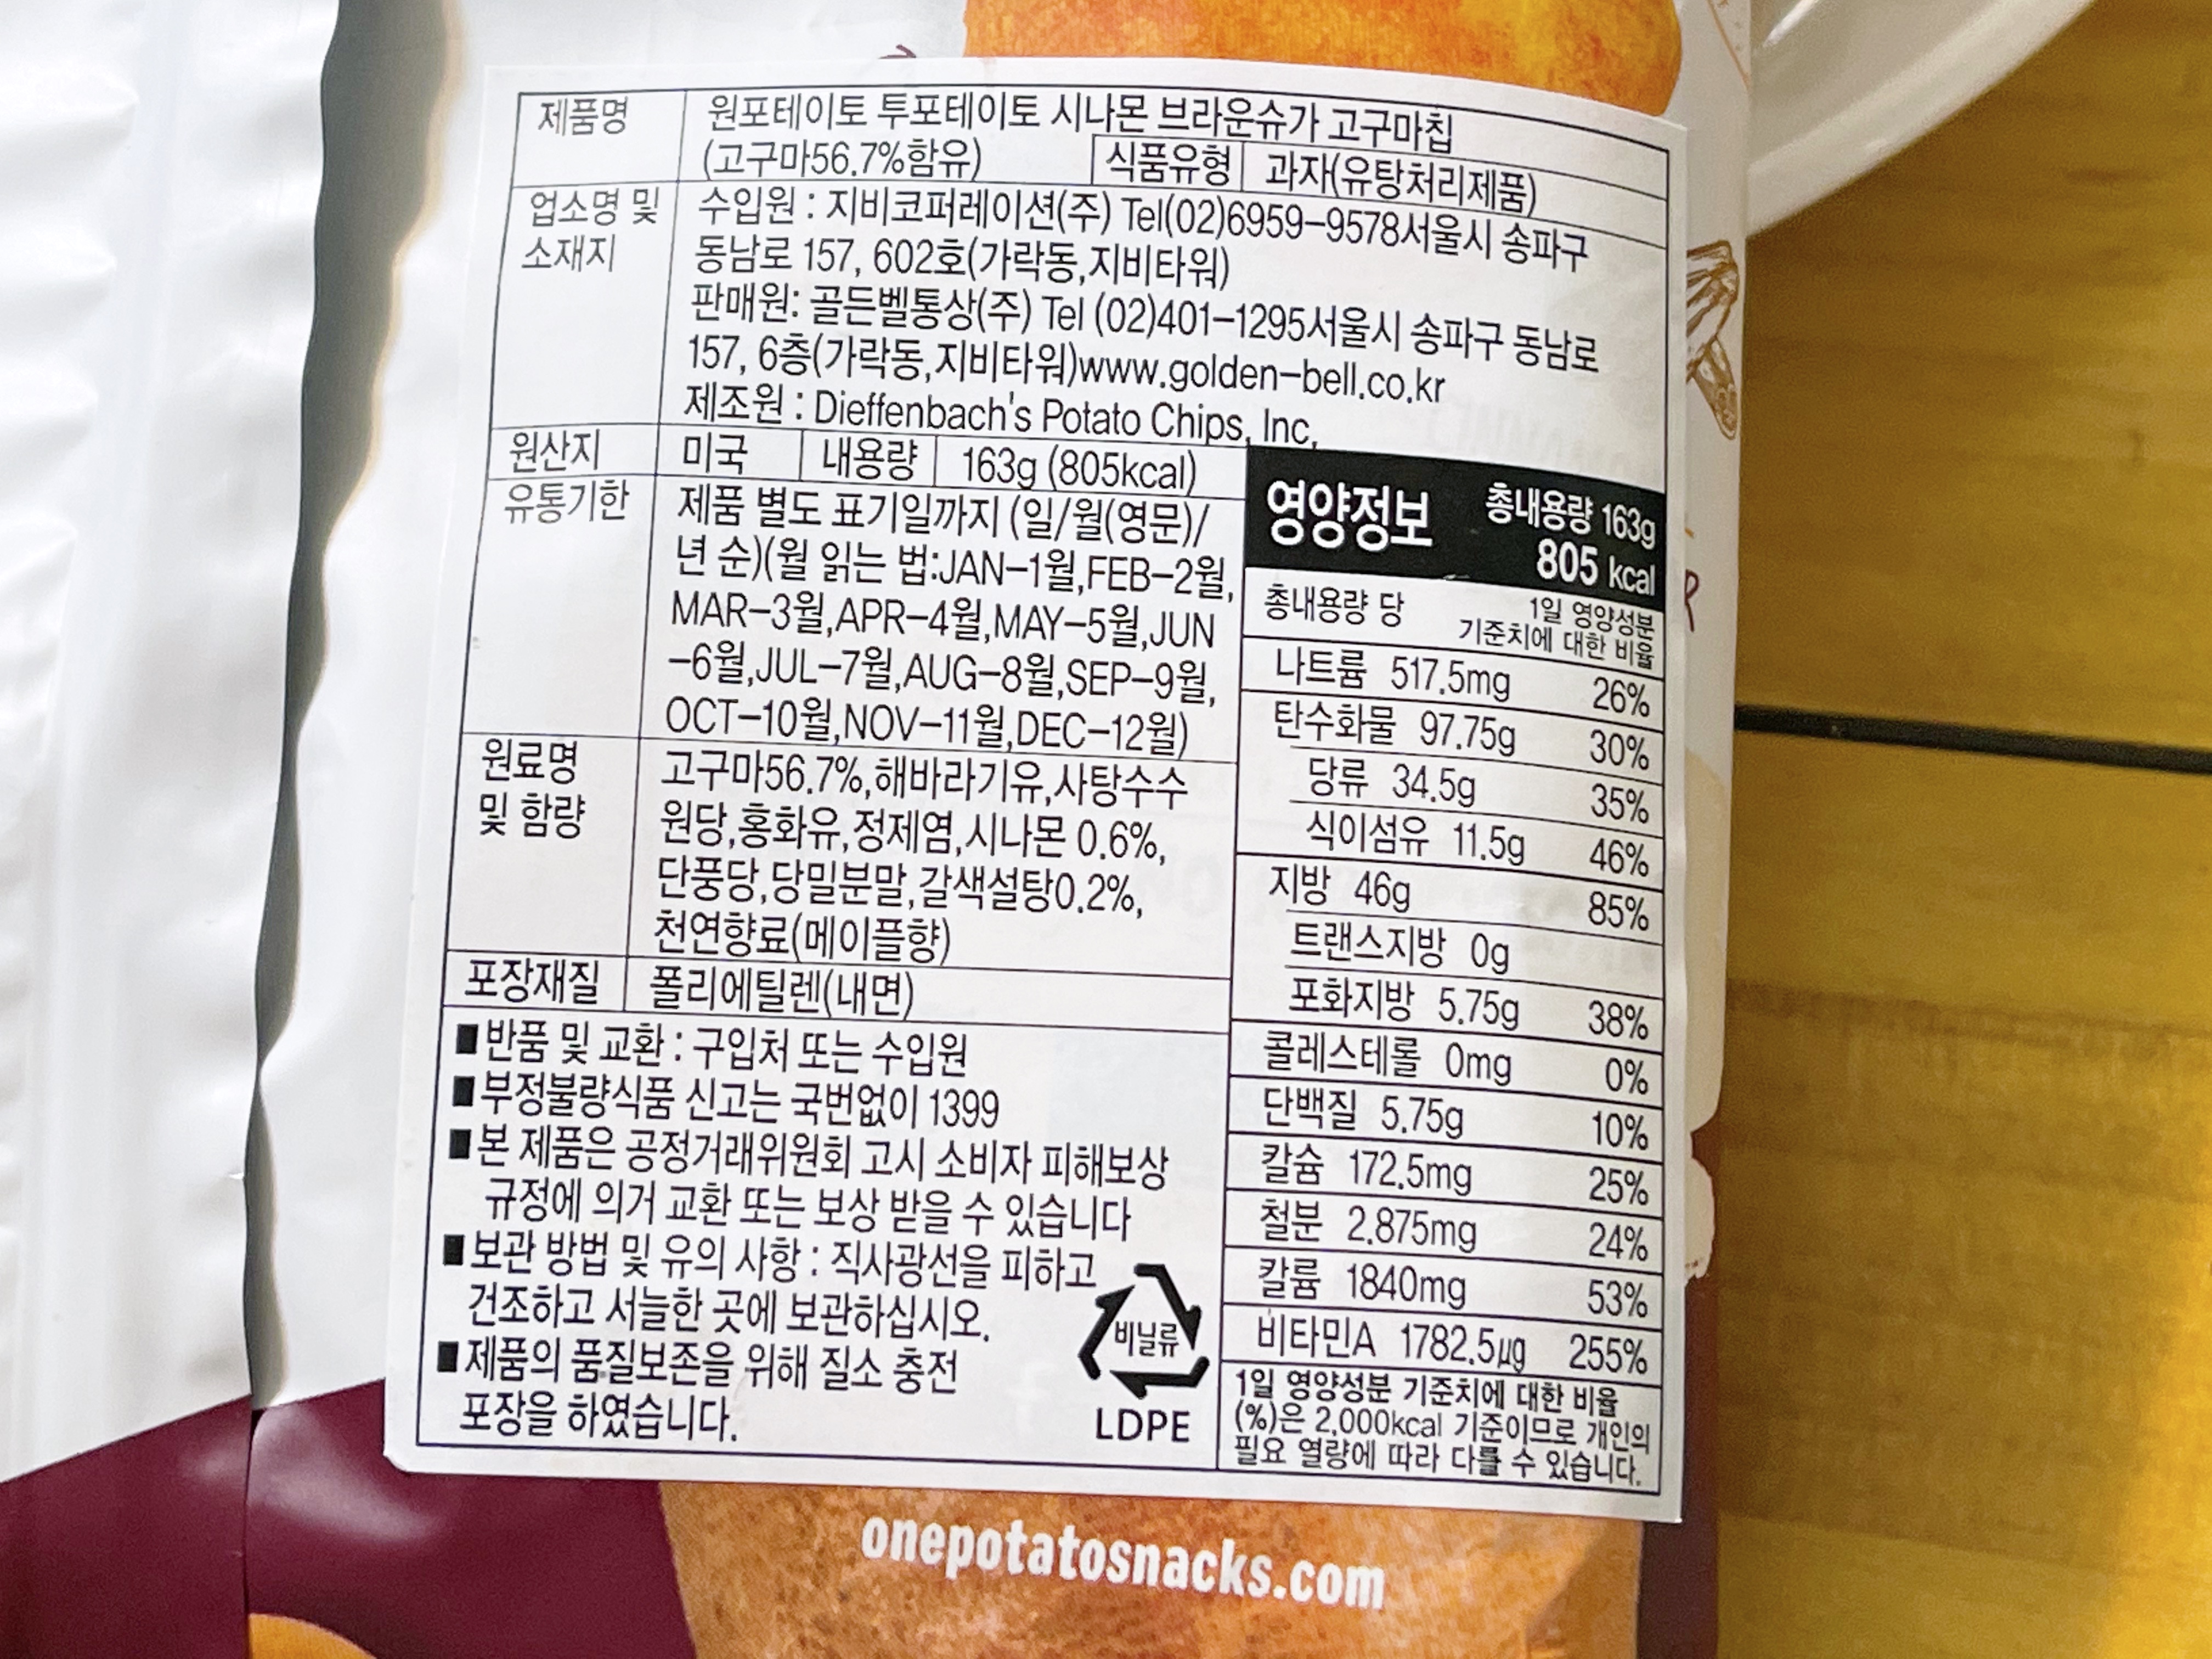 제품명 원포테이토 투포테이토 시나몬 브라운슈가 고구마칩
(고구마56.7%함유) 식품유형 과자(유탕처리제품)
업소명 및 수입원 : 지비코퍼레이션(주) Tel(02)6959-9578서울시 송파구
소재지 동남로 157, 602호(가락동,지비타워)
판매원: 골든벨통상(주) Tel (02)401-1295서울시 송파구 동남로
157, 6층(가락동,지비타워)www.golden-bell.co.kr
제조원 : Dieffenbach's Potato Chips, Inc.
원산지 미국 내용량 163g (805kcal)
유통기한 제품 별도 표기일까지 (일/월(영문)/
년 순)(월 읽는 법:JAN-1월,FEB-2월,
MAR-3월,APR-4월,MAY-5월,JUN
-6월,JUL-7월,AUG-8월,SEP-9월,
OCT-10월,NOV-11월,DEC-12월)
원료명 고구마56.7%,해바라기유,사탕수수
및 함량 원당,홍화유,정제염,시나몬 0.6%,
단풍당,당밀분말,갈색설탕0.2%,
천연향료(메이플향)
포장재질 폴리에틸렌(내면)
■반품 및 교환 : 구입처 또는 수입원
■부정불량식품 신고는 국번없이 1399
■본 제품은 공정거래위원회 고시 소비자 피해보상
규정에 의거 교환 또는 보상 받을 수 있습니다
■보관 방법 및 유의 사항 : 직사광선을 피하고
건조하고 서늘한 곳에 보관하십시오.
■제품의 품질보존을 위해 질소 충전
포장을 하였습니다.
비닐류
LDPE
영양정보 총내용량 163g
805 kcal
총내용량 당 1일 영양성분
기준치에 대한 비율
나트륨 517.5mg 26%
탄수화물 97.75g 30%
당류 34.5g 35%
식이섬유 11.5g 46%
지방 46g 85%
트랜스지방 0g
포화지방 5.75g 38%
콜레스테롤 0mg 0%
단백질 5.75g 10%
칼슘 172.5mg 25%
철분 2.875mg 24%
칼륨 1840mg 53%
비타민A 1782.5μg 255%
1일 영양성분 기준치에 대한 비율
(%)은 2,000kcal 기준이므로 개인의
필요 열량에 따라 다를 수 있습니다.
R
onepotatosnacks.com